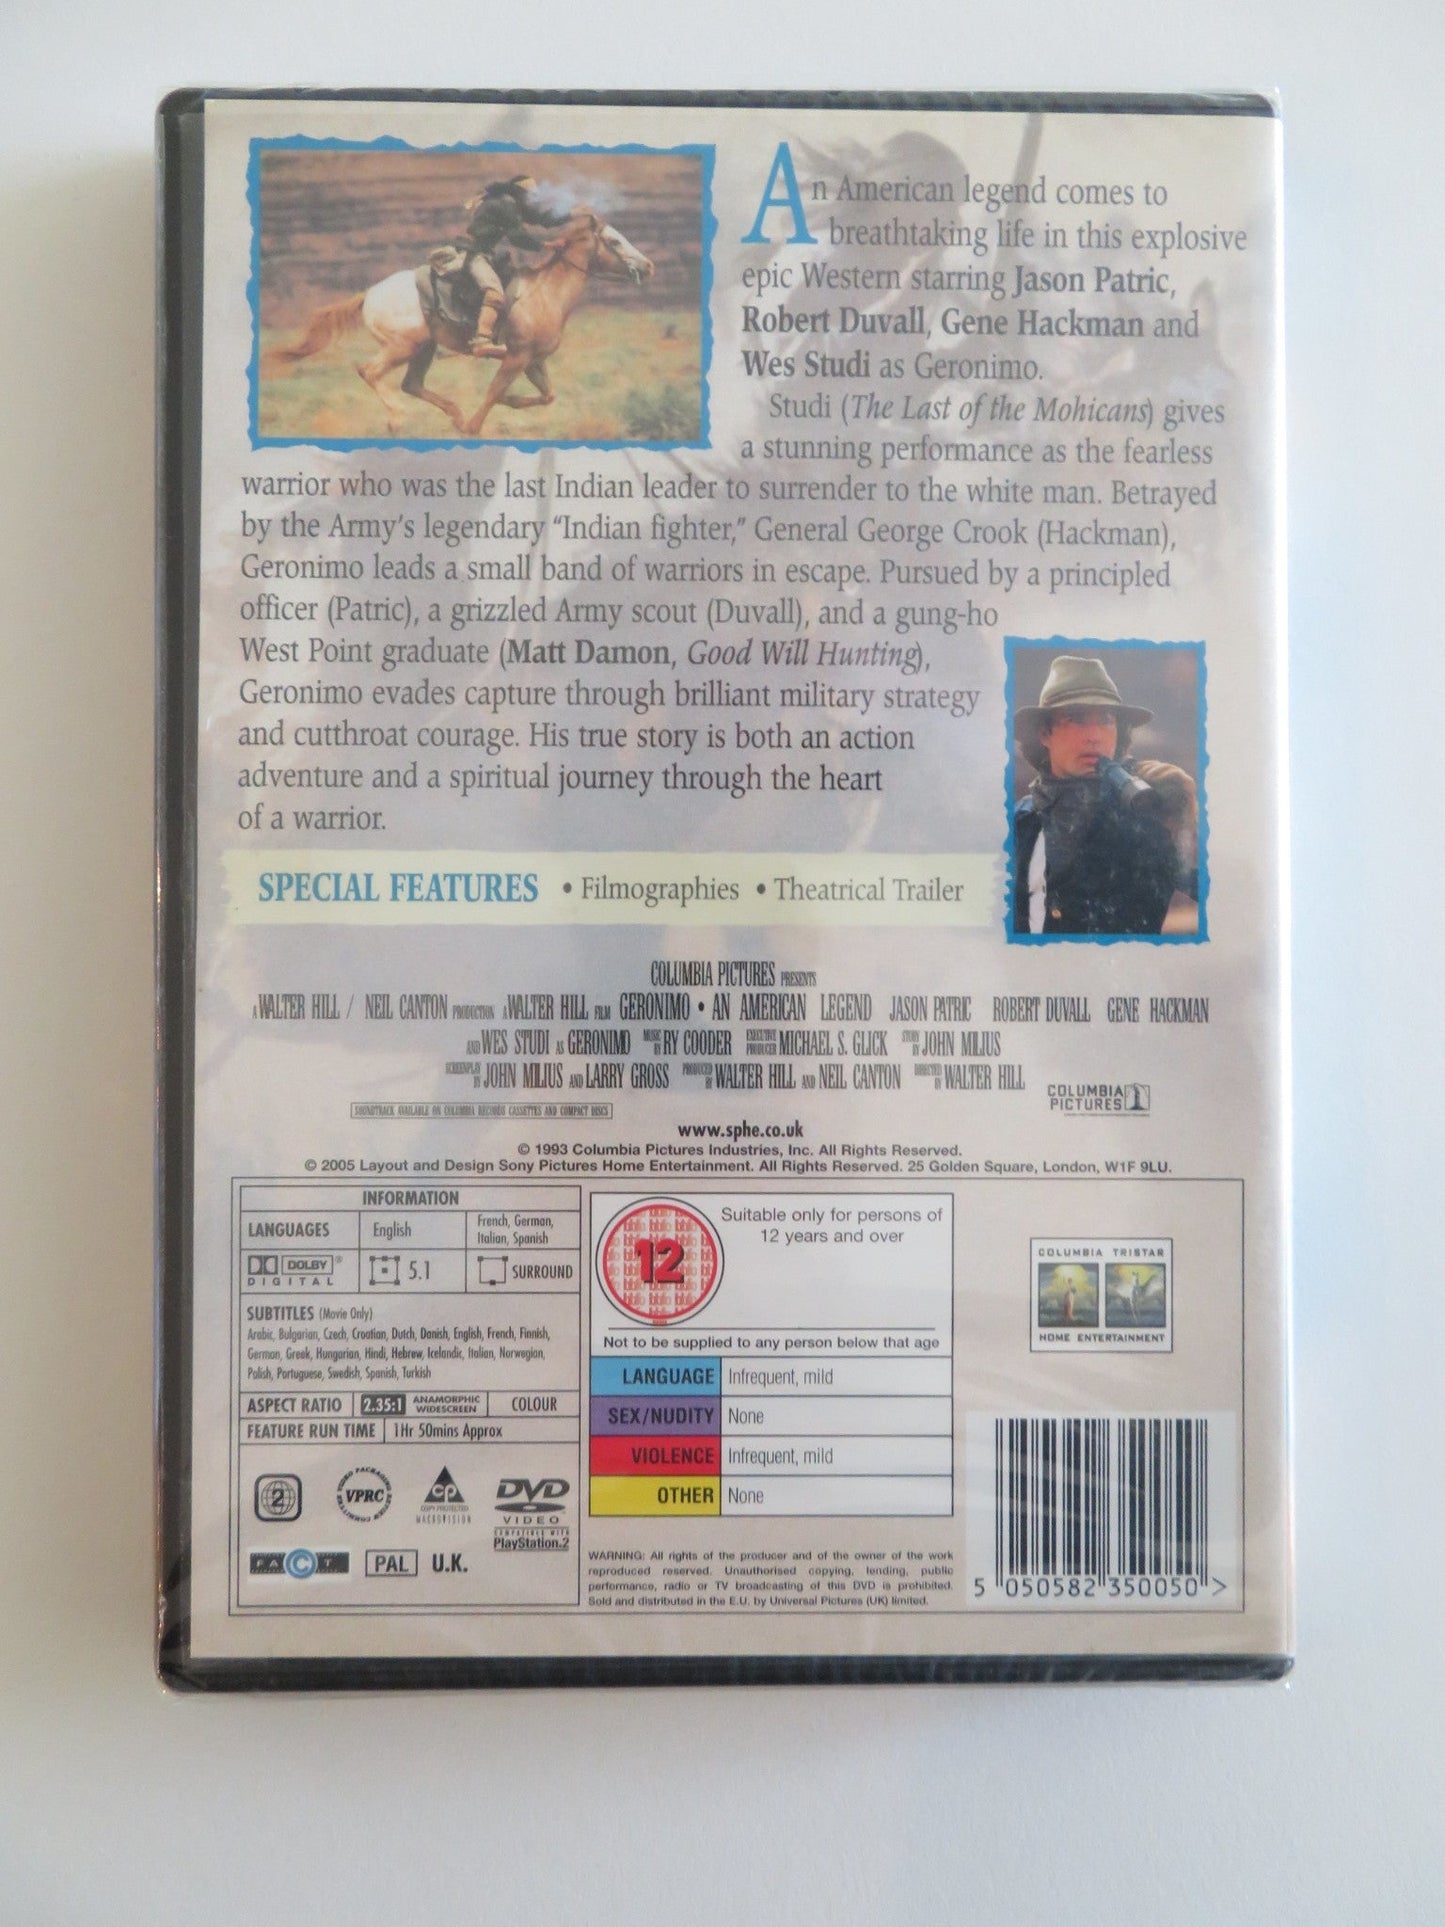 An American legend comes to
breathtaking life in this explosive
epic Western starring Jason Patric,
Robert Duvall, Gene Hackman and
Wes Studi as Geronimo.
Studi (The Last of the Mohicans) gives
a stunning performance as the fearless
warrior who was the last Indian leader to surrender to the white man. Betrayed
by the Army's legendary “Indian fighter,” General George Crook (Hackman),
Geronimo leads a small band of warriors in escape. Pursued by a principled
officer (Patric), a grizzled Army scout (Duvall), and a gung-ho
West Point graduate (Matt Damon, Good Will Hunting),
Geronimo evades capture through brilliant military strategy
and cutthroat courage. His true story is both an action
adventure and a spiritual journey through the heart
of a warrior.
SPECIAL FEATURES • Filmographies • Theatrical Trailer
COLUMBIA PICTURES PRESENTS
A WALTER HILL / NEIL CANTON PRODUCTION A WALTER HILL FILM GERONIMO • AN AMERICAN LEGEND JASON PATRIC ROBERT DUVALL GENE HACKMAN
AND WES STUDI AS GERONIMO MUSIC BY RY COODER EXECUTIVE PRODUCER MICHAEL S. GLICK STORY BY JOHN MILIUS
SCREENPLAY BY JOHN MILIUS AND LARRY GROSS PRODUCED BY WALTER HILL AND NEIL CANTON DIRECTED BY WALTER HILL
COLUMBIA
PICTURES
SOUNDTRACK AVAILABLE ON COLUMBIA RECORDS CASSETTES AND COMPACT DISCS
www.sphe.co.uk
© 1993 Columbia Pictures Industries, Inc. All Rights Reserved.
© 2005 Layout and Design Sony Pictures Home Entertainment. All Rights Reserved. 25 Golden Square, London, W1F 9LU.
INFORMATION
LANGUAGES English French, German,
Italian, Spanish
DOLBY
DIGITAL 5.1 SURROUND
SUBTITLES (Movie Only)
Arabic, Bulgarian, Czech, Croatian, Dutch, Danish, English, French, Finnish,
German, Greek, Hungarian, Hindi, Hebrew, Icelandic, Italian, Norwegian,
Polish, Portuguese, Swedish, Spanish, Turkish
ASPECT RATIO 2.35:1 ANAMORPHIC
WIDESCREEN COLOUR
FEATURE RUN TIME 1Hr 50mins Approx
2
VIDEO PACKAGING REVIEW COMMITTEE
VPRC
CP
COPY PROTECTED
MACROVISION
DVD
VIDEO
COMPATIBLE WITH
PlayStation.2
FACT
PAL U.K.
12
Suitable only for persons of
12 years and over
Not to be supplied to any person below that age
LANGUAGE Infrequent, mild
SEX/NUDITY None
VIOLENCE Infrequent, mild
OTHER None
WARNING: All rights of the producer and of the owner of the work
reproduced reserved. Unauthorised copying, lending, public
performance, radio or TV broadcasting of this DVD is prohibited.
Sold and distributed in the E.U. by Universal Pictures (UK) limited.
COLUMBIA TRISTAR
HOME ENTERTAINMENT
5 050582 350050 >